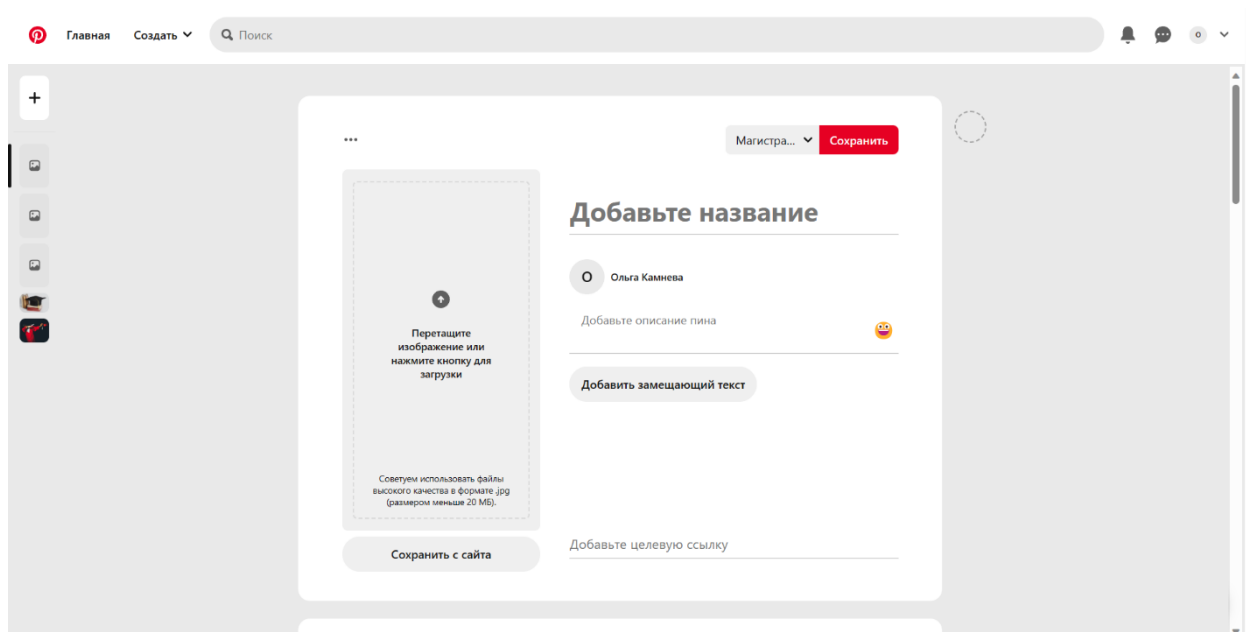 Главная
Создать
Поиск
о
Магистра...
Сохранить
Добавьте название
О
Ольга Камнева
Добавьте описание пина
Перетащите
изображение или
нажмите кнопку для
загрузки
Добавить замещающий текст
Советуем использовать файлы
высокого качества в формате .jpg
(размером меньше 20 МБ).
Добавьте целевую ссылку
Сохранить с сайта